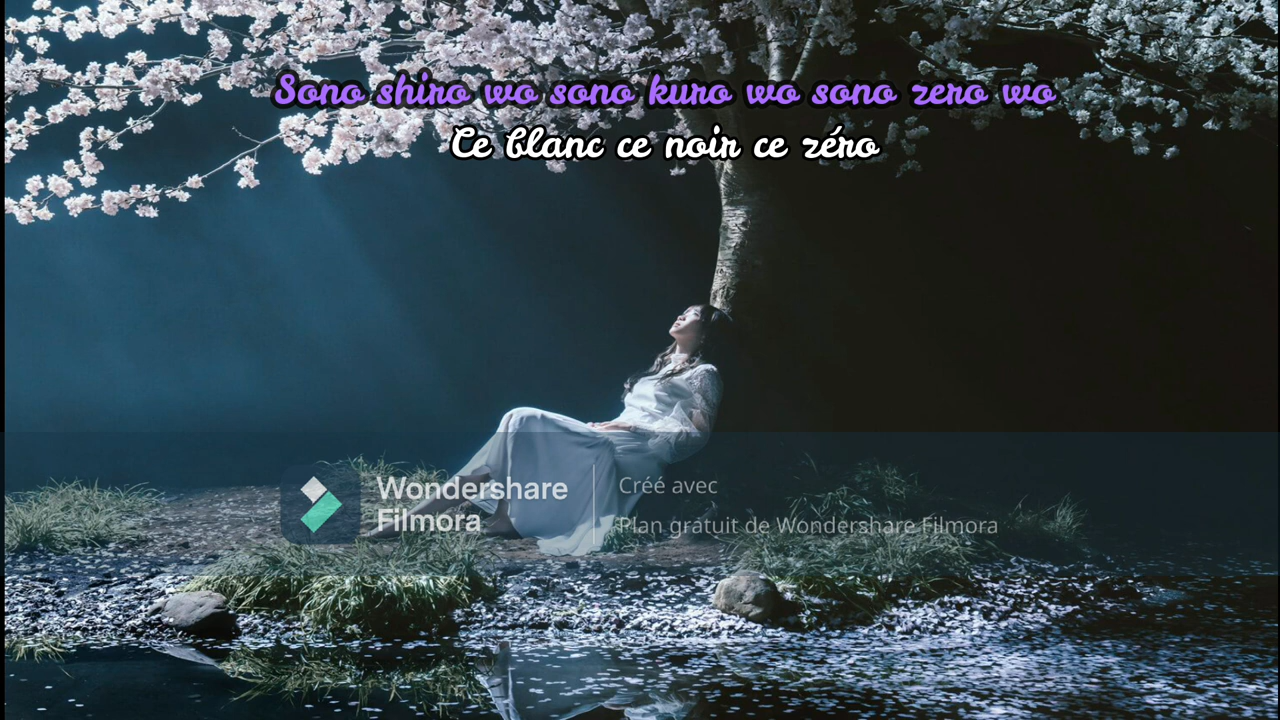 Sono shiro wo sono kuro wo sono zero wo
Ce blanc ce noir ce zéro
Wondershare
Filmora
Créé avec
Plan gratuit de Wondershare Filmora